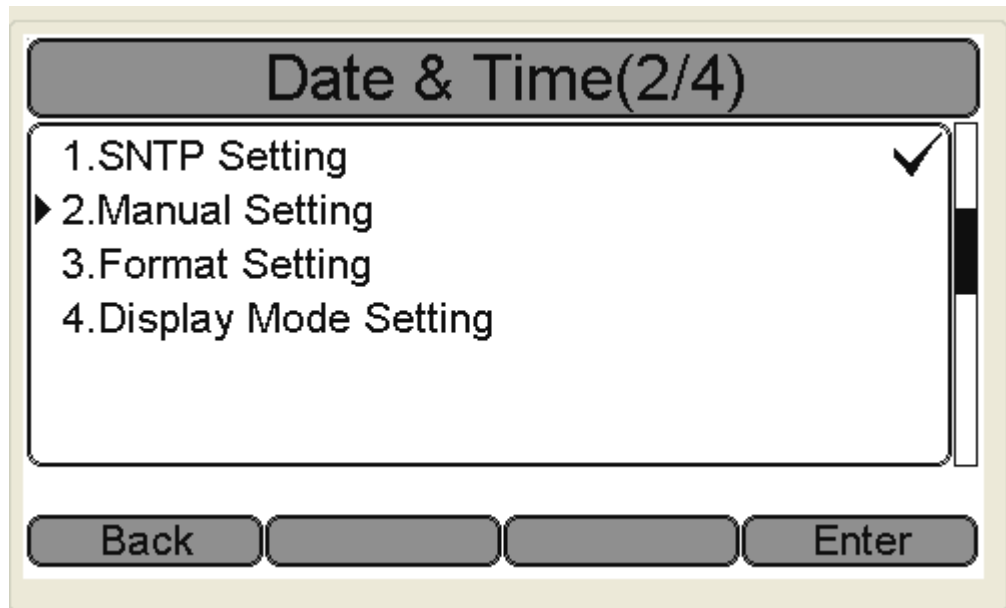 Date & Time(2/4)
1.SNTP Setting
2.Manual Setting
3.Format Setting
4.Display Mode Setting
Back Enter